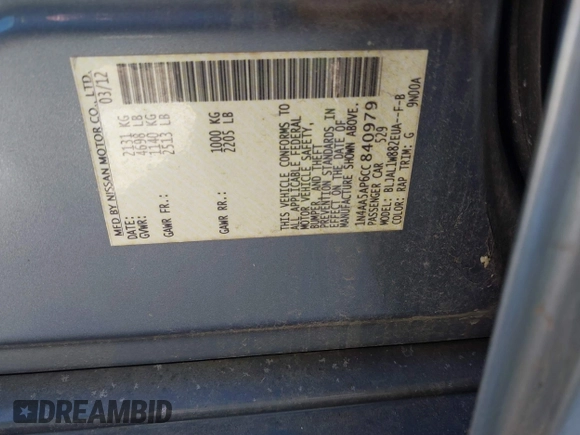 MFD BY NISSAN MOTOR CO., LTD.
DATE: 03/12
GVWR: 2131 KG
4698 LB
GAWR FR: 1140 KG
2513 LB
GAWR RR: 1000 KG
2205 LB
THIS VEHICLE CONFORMS TO
ALL APPLICABLE FEDERAL
MOTOR VEHICLE SAFETY,
BUMPER, AND THEFT
PREVENTION STANDARDS IN
EFFECT ON THE DATE OF
MANUFACTURE SHOWN ABOVE.
1N4AA5AP6CC840979
PASSENGER CAR 529
MODEL: BLJALLWRB2EUA--F-B
COLOR: RAP TRIM: G 9N00A
DREAMBID